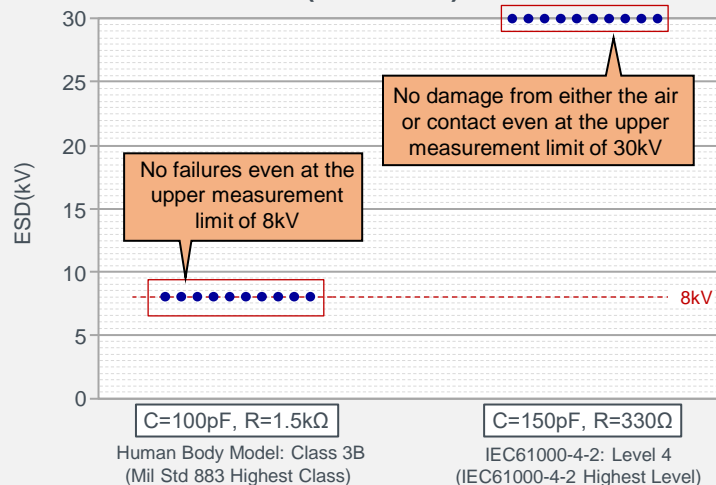 30
25
20
15
10
5
0
ESD(kV)
No damage from either the air
or contact even at the upper
measurement limit of 30kV
No failures even at the
upper measurement
limit of 8kV
8kV
C=100pF, R=1.5kΩ
Human Body Model: Class 3B
(Mil Std 883 Highest Class)
C=150pF, R=330Ω
IEC61000-4-2: Level 4
(IEC61000-4-2 Highest Level)